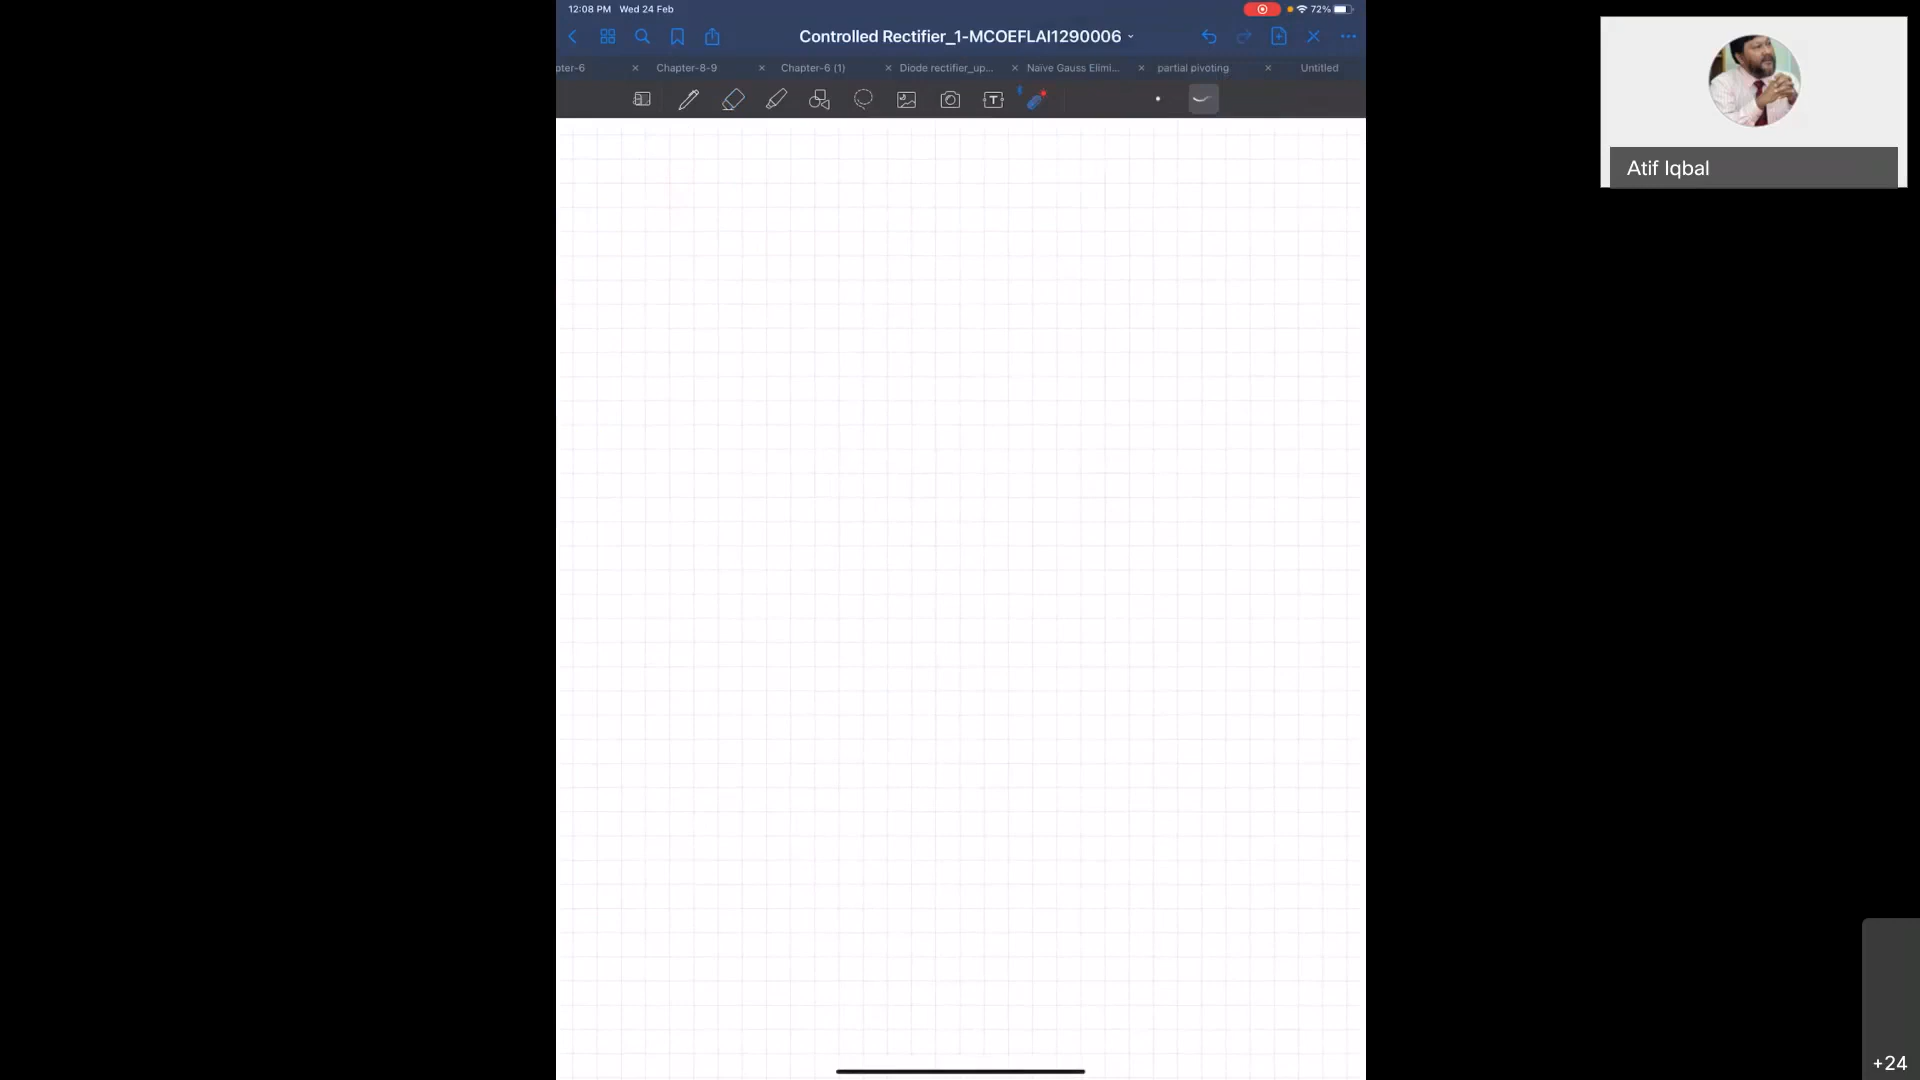 12:08 PM Wed 24 Feb
72%
Controlled Rectifier_1-MCOEFLAI1290006
pter-6
Chapter-8-9
Chapter-6 (1)
Diode rectifier_up...
Naïve Gauss Elimi...
partial pivoting
Untitled
T
Atif Iqbal
+24